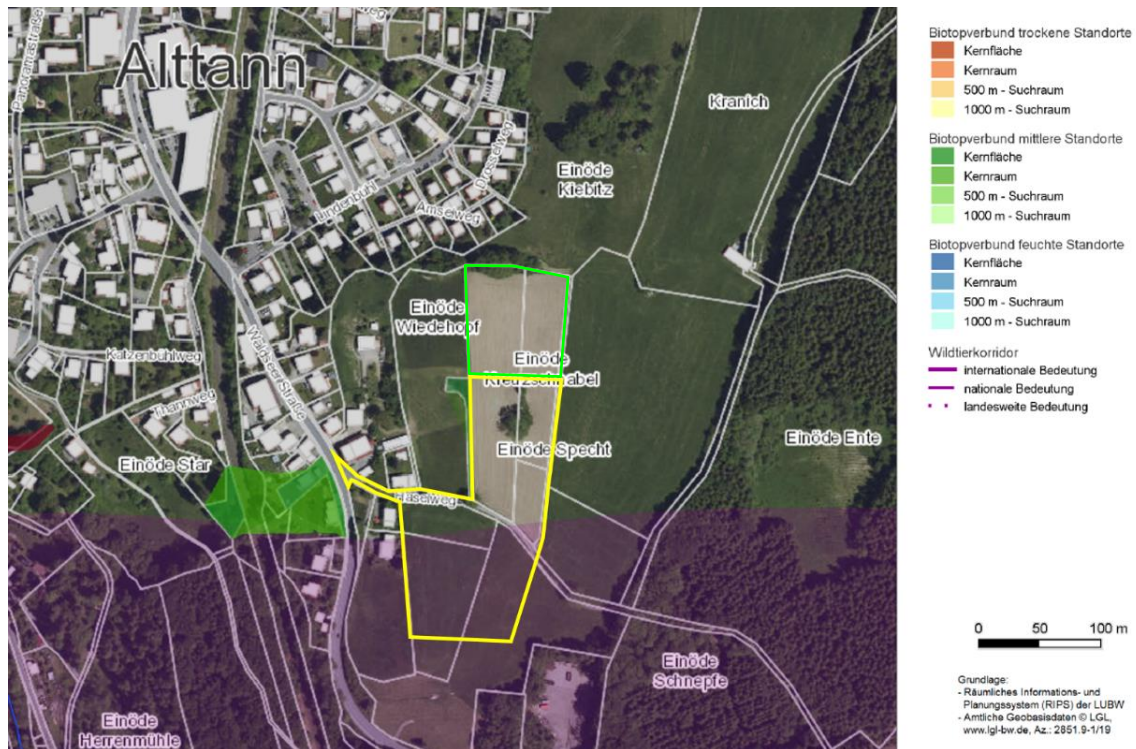 Alttann
Panoramastraße
weg
Kranich
Drosselweg
Einöde
Kiebitz
Lindenbühl
Amselweg
Einöde
Wiedehopf
Waldseer Straße
Katzenbühlweg
Einöde
Kreuzschnabel
Thannweg
Einöde Ente
Einöde Specht
Einöde Star
Haselweg
Einöde
Schnepfe
Einöde
Herrenmühle
Biotopverbund trockene Standorte
Kernfläche
Kernraum
500 m - Suchraum
1000 m - Suchraum
Biotopverbund mittlere Standorte
Kernfläche
Kernraum
500 m - Suchraum
1000 m - Suchraum
Biotopverbund feuchte Standorte
Kernfläche
Kernraum
500 m - Suchraum
1000 m - Suchraum
Wildtierkorridor
internationale Bedeutung
nationale Bedeutung
landesweite Bedeutung
0 50 100 m
Grundlage:
- Räumliches Informations- und
Planungssystem (RIPS) der LUBW
- Amtliche Geobasisdaten © LGL,
www.lgl-bw.de, Az.: 2851.9-1/19